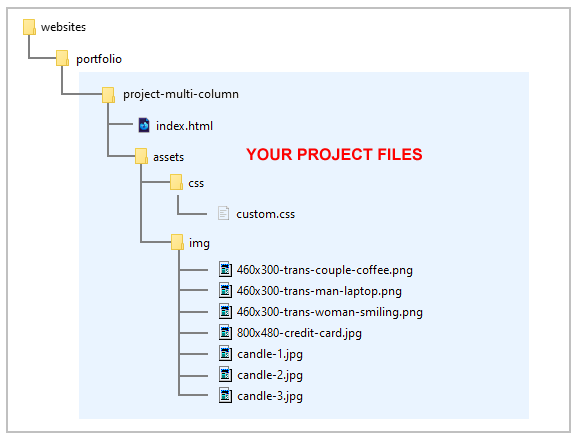 websites
portfolio
project-multi-column
index.html
assets
YOUR PROJECT FILES
css
custom.css
img
460x300-trans-couple-coffee.png
460x300-trans-man-laptop.png
460x300-trans-woman-smiling.png
800x480-credit-card.jpg
candle-1.jpg
candle-2.jpg
candle-3.jpg